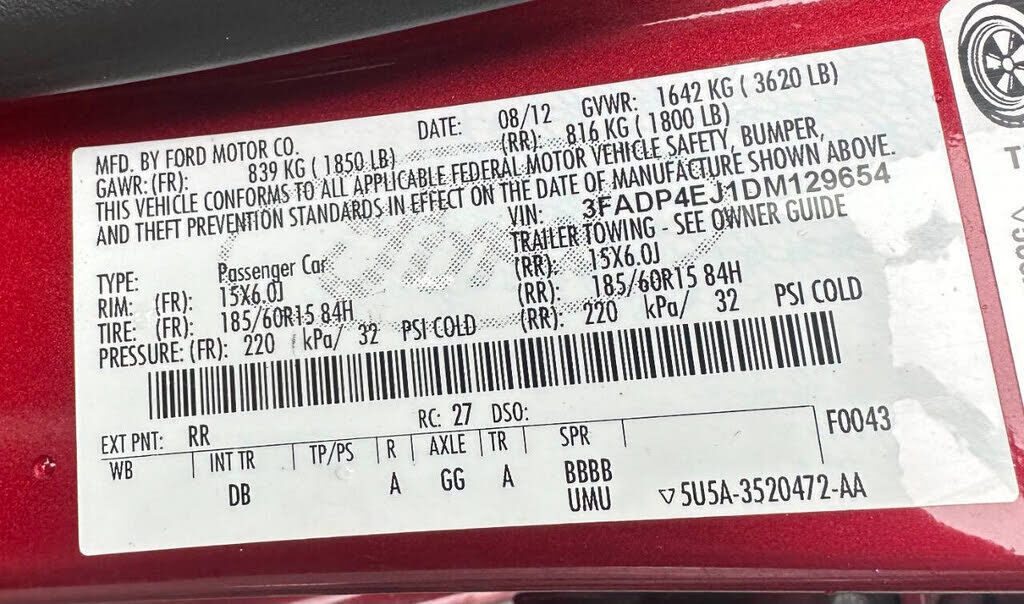 MFD. BY FORD MOTOR CO. DATE: 08/12 GVWR: 1642 KG ( 3620 LB)
GAWR: (FR): 839 KG ( 1850 LB) (RR): 816 KG ( 1800 LB)
THIS VEHICLE CONFORMS TO ALL APPLICABLE FEDERAL MOTOR VEHICLE SAFETY, BUMPER,
AND THEFT PREVENTION STANDARDS IN EFFECT ON THE DATE OF MANUFACTURE SHOWN ABOVE.
VIN: 3FADP4EJ1DM129654
TRAILER TOWING - SEE OWNER GUIDE
TYPE: Passenger Car
RIM: (FR): 15X6.0J (RR): 15X6.0J
TIRE: (FR): 185/60R15 84H (RR): 185/60R15 84H
PRESSURE: (FR): 220 kPa/ 32 PSI COLD (RR): 220 kPa/ 32 PSI COLD
EXT PNT: RR RC: 27 DSO: F0043
WB INT TR TP/PS R AXLE TR SPR
DB A GG A BBBB
UMU ▽5U5A-3520472-AA